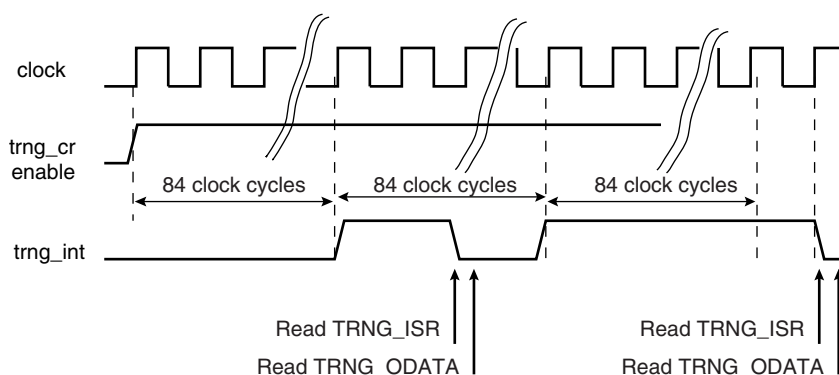 clock
trng_cr
enable
84 clock cycles
84 clock cycles
84 clock cycles
trng_int
Read TRNG_ISR
Read TRNG_ISR
Read TRNG_ODATA
Read TRNG_ODATA